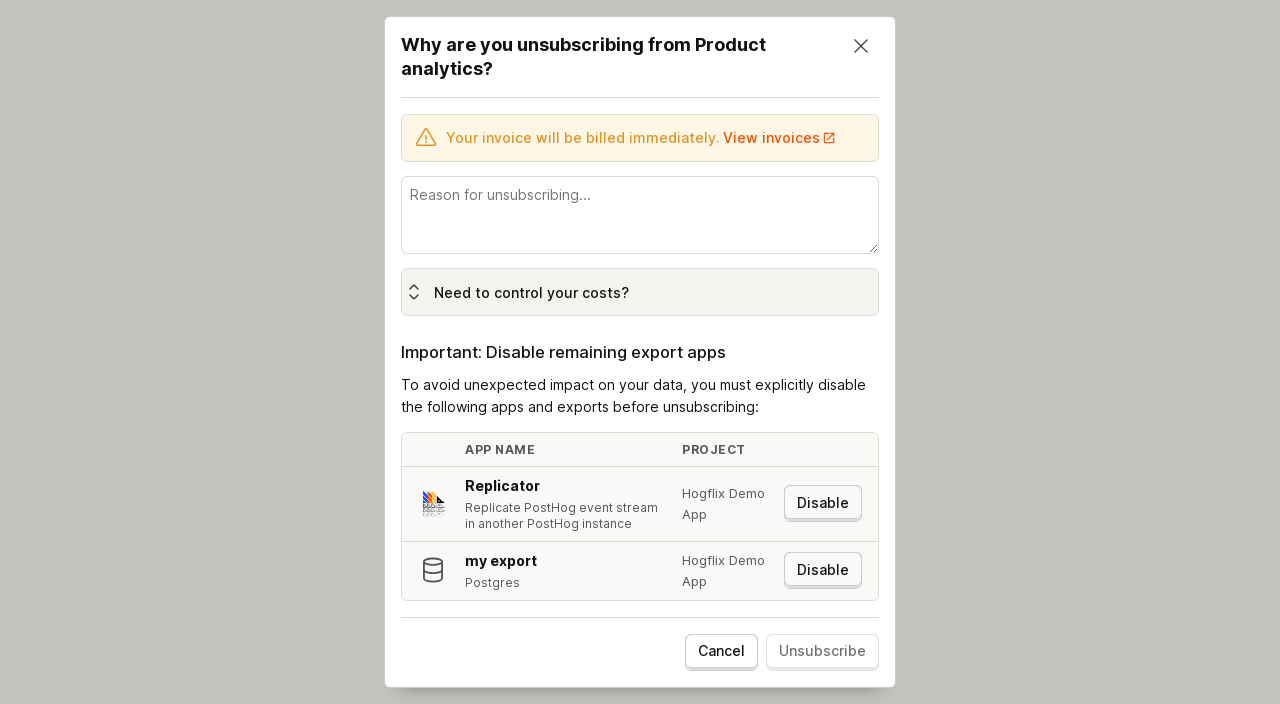 Why are you unsubscribing from Product
analytics?
Your invoice will be billed immediately. View invoices
Reason for unsubscribing...
Need to control your costs?
Important: Disable remaining export apps
To avoid unexpected impact on your data, you must explicitly disable
the following apps and exports before unsubscribing:
APP NAME PROJECT
Replicator
Replicate PostHog event stream
in another PostHog instance
Hogflix Demo
App
Disable
my export
Postgres
Hogflix Demo
App
Disable
Cancel Unsubscribe